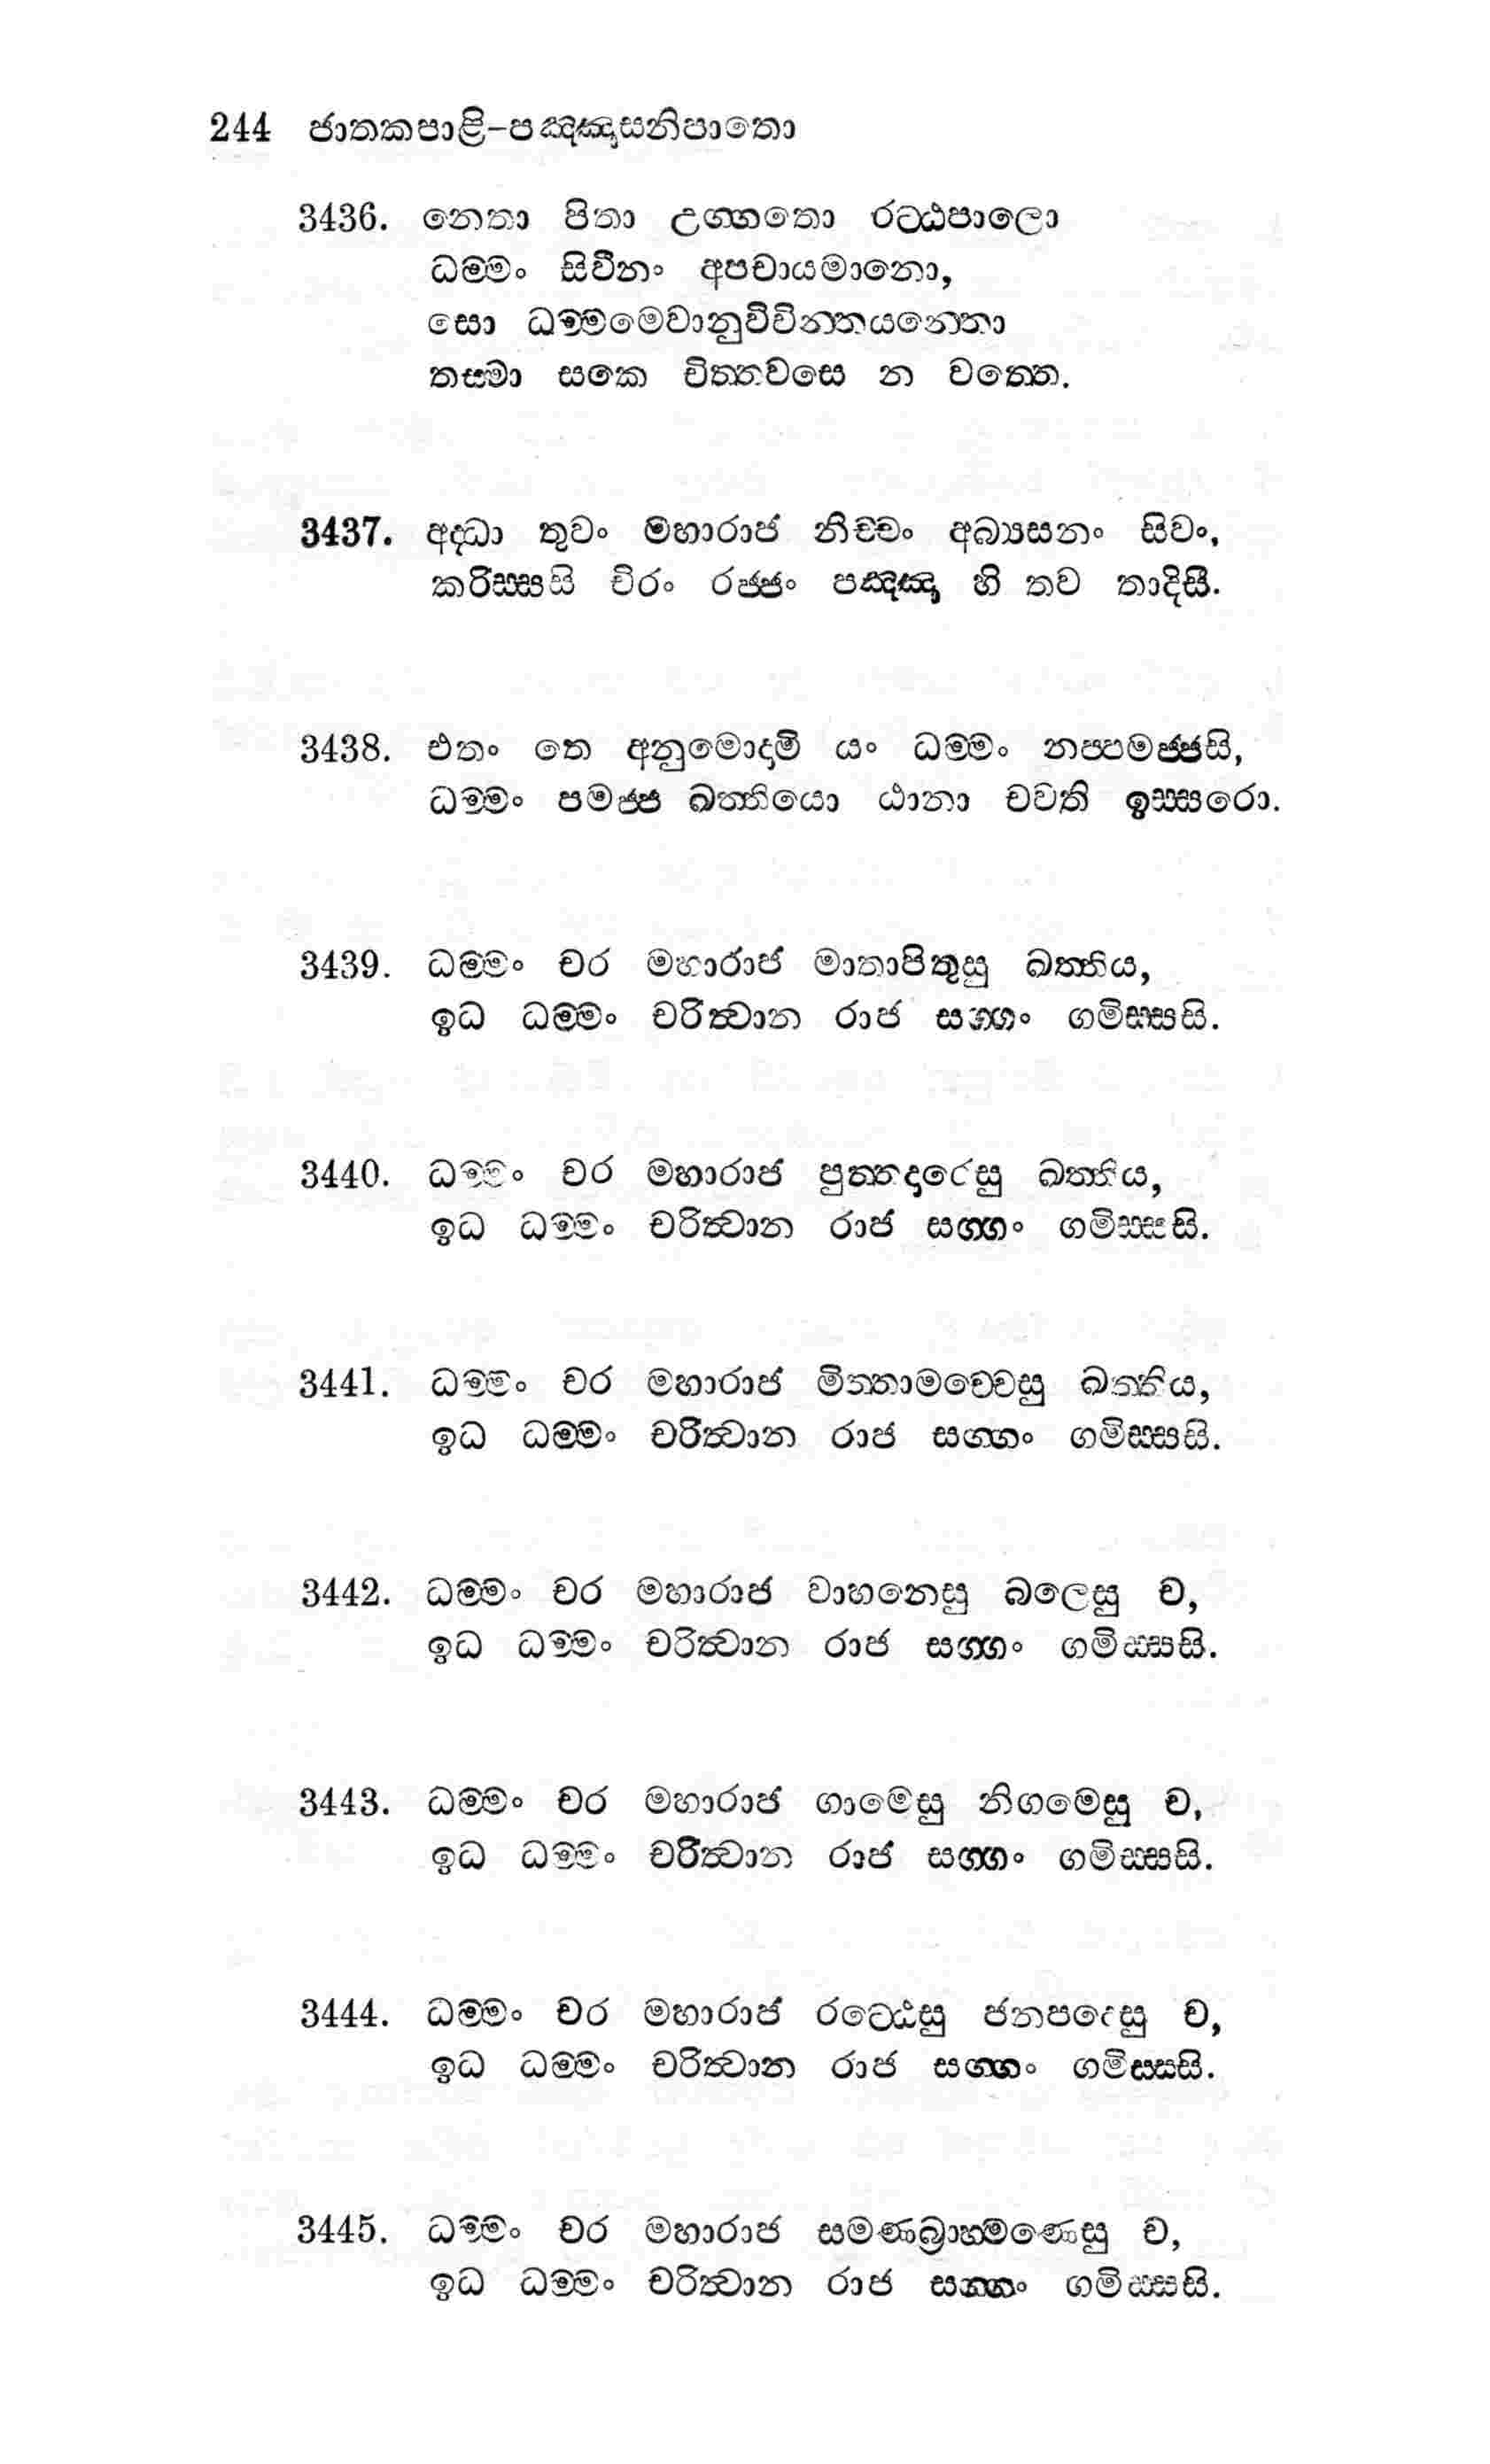 244 ජාතකපාළි-පඤ්ඤාසනිපාතො
3436. නෙතා පිතා උග්ගතො රට්ඨපාලො
ධම්මං සිවීනං අපචායමානො,
සො ධම්මමෙවානුවිචින්තයන්තො
තස්මා සකෙ චිත්තවසෙ න වත්තෙ.
3437. අද්ධා තුවං මහාරාජ නිච්චං අබ්‍යසනං සිවං,
කරිස්සසි චිරං රජ්ජං පඤ්ඤා හි තව තාදිසී.
3438. එතං තෙ අනුමොදාමි යං ධම්මං නප්පමජ්ජසි,
ධම්මං පමජ්ජ ඛත්තියො ඨානා චවති ඉස්සරො.
3439. ධම්මං චර මහාරාජ මාතාපිතුසු ඛත්තිය,
ඉධ ධම්මං චරිත්වාන රාජ සග්ගං ගමිස්සසි.
3440. ධම්මං චර මහාරාජ පුත්තදාරෙසු ඛත්තිය,
ඉධ ධම්මං චරිත්වාන රාජ සග්ගං ගමිස්සසි.
3441. ධම්මං චර මහාරාජ මිත්තාමච්චෙසු ඛත්තිය,
ඉධ ධම්මං චරිත්වාන රාජ සග්ගං ගමිස්සසි.
3442. ධම්මං චර මහාරාජ වාහනෙසු බලෙසු ච,
ඉධ ධම්මං චරිත්වාන රාජ සග්ගං ගමිස්සසි.
3443. ධම්මං චර මහාරාජ ගාමෙසු නිගමෙසු ච,
ඉධ ධම්මං චරිත්වාන රාජ සග්ගං ගමිස්සසි.
3444. ධම්මං චර මහාරාජ රට්ඨෙසු ජනපදෙසු ච,
ඉධ ධම්මං චරිත්වාන රාජ සග්ගං ගමිස්සසි.
3445. ධම්මං චර මහාරාජ සමණබ්‍රාහ්මණෙසු ච,
ඉධ ධම්මං චරිත්වාන රාජ සග්ගං ගමිස්සසි.